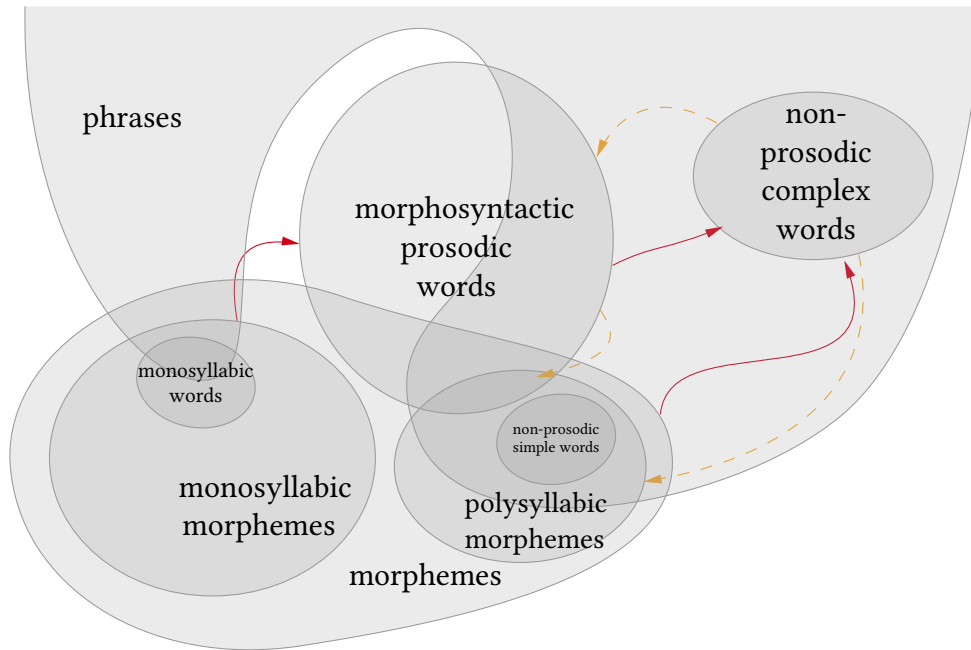 phrases
non-
prosodic
complex
words
morphosyntactic
prosodic
words
monosyllabic
words
non-prosodic
simple words
monosyllabic
morphemes
polysyllabic
morphemes
morphemes